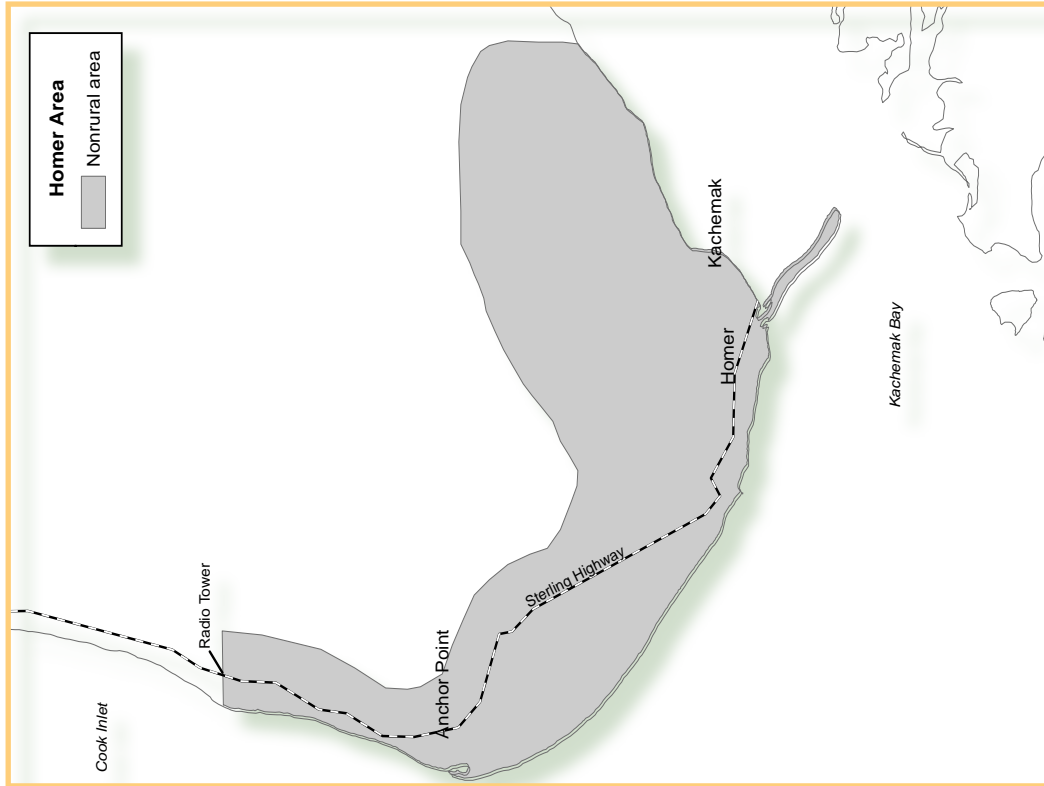 Homer Area
Nonrural area
Cook Inlet
Radio Tower
Anchor Point
Sterling Highway
Homer
Kachemak
Kachemak Bay